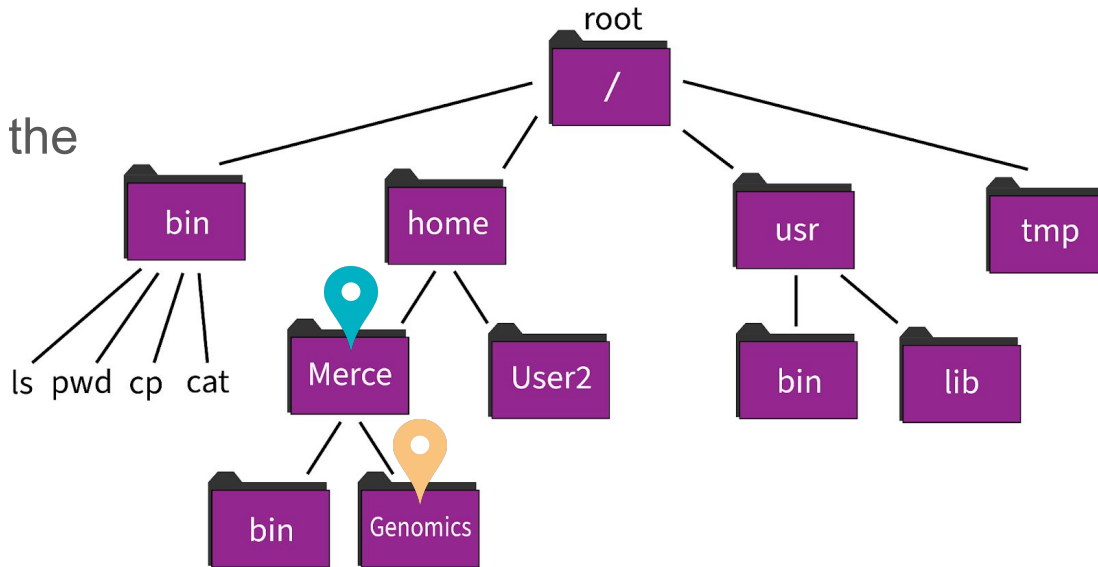 root
/
the
bin
home
usr
tmp
ls pwd cp cat
Merce
User2
bin
lib
bin
Genomics